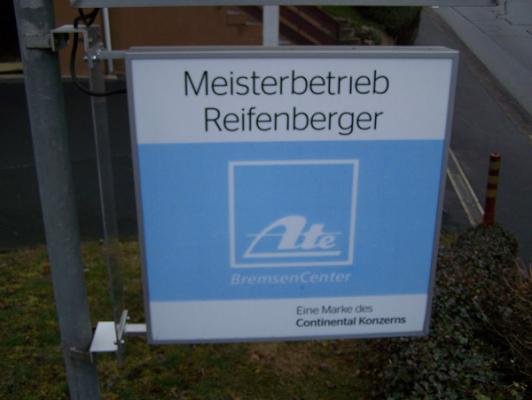 Meisterbetrieb
Reifenberger
Ate
BremsenCenter
Eine Marke des
Continental Konzerns